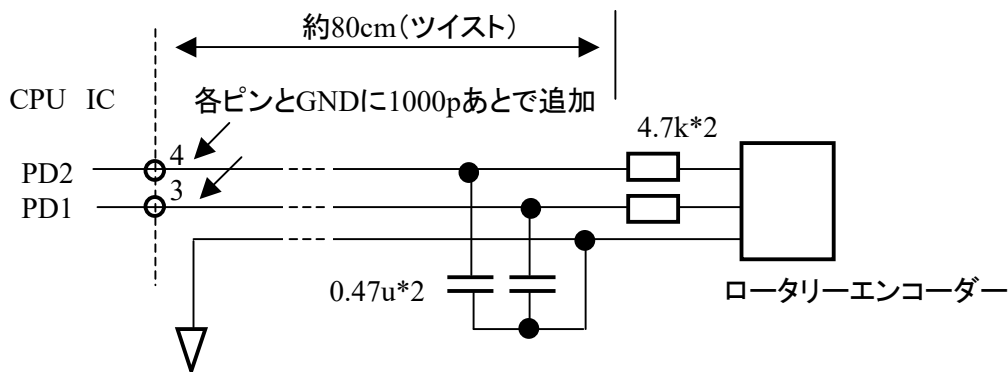 約80cm(ツイスト)
CPU IC
各ピンとGNDに1000pあとで追加
4.7k*2
4
PD2
3
PD1
0.47u*2
ロータリーエンコーダー